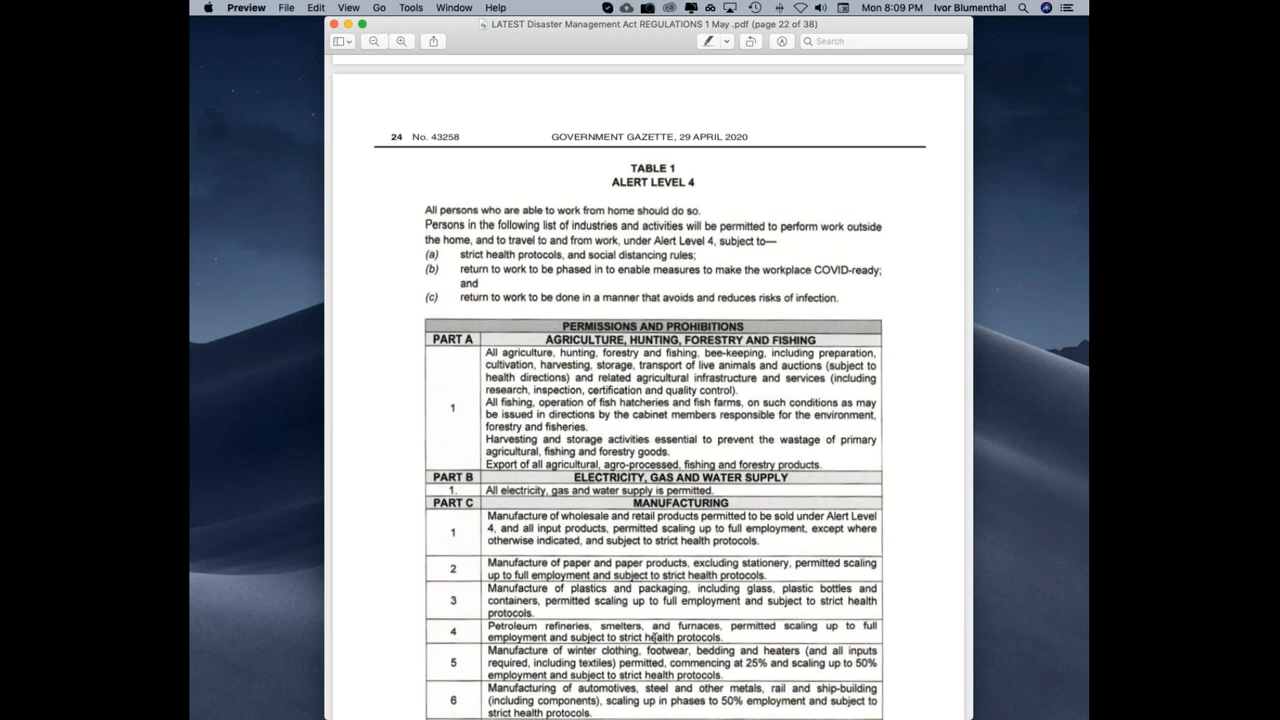 Preview File Edit View Go Tools Window Help Mon 8:09 PM Ivor Blumenthal
LATEST Disaster Management Act REGULATIONS 1 May .pdf (page 22 of 38)
Search
24 No. 43258 GOVERNMENT GAZETTE, 29 APRIL 2020
TABLE 1
ALERT LEVEL 4
All persons who are able to work from home should do so.
Persons in the following list of industries and activities will be permitted to perform work outside
the home, and to travel to and from work, under Alert Level 4, subject to—
(a) strict health protocols, and social distancing rules;
(b) return to work to be phased in to enable measures to make the workplace COVID-ready;
and
(c) return to work to be done in a manner that avoids and reduces risks of infection.
PERMISSIONS AND PROHIBITIONS
PART A AGRICULTURE, HUNTING, FORESTRY AND FISHING
1
All agriculture, hunting, forestry and fishing, bee-keeping, including preparation,
cultivation, harvesting, storage, transport of live animals and auctions (subject to
health directions) and related agricultural infrastructure and services (including
research, inspection, certification and quality control).
All fishing, operation of fish hatcheries and fish farms, on such conditions as may
be issued in directions by the cabinet members responsible for the environment,
forestry and fisheries.
Harvesting and storage activities essential to prevent the wastage of primary
agricultural, fishing and forestry goods.
Export of all agricultural, agro-processed, fishing and forestry products.
PART B ELECTRICITY, GAS AND WATER SUPPLY
1. All electricity, gas and water supply is permitted.
PART C MANUFACTURING
1
Manufacture of wholesale and retail products permitted to be sold under Alert Level
4, and all input products, permitted scaling up to full employment, except where
otherwise indicated, and subject to strict health protocols.
2
Manufacture of paper and paper products, excluding stationery, permitted scaling
up to full employment and subject to strict health protocols.
3
Manufacture of plastics and packaging, including glass, plastic bottles and
containers, permitted scaling up to full employment and subject to strict health
protocols.
4
Petroleum refineries, smelters, and furnaces, permitted scaling up to full
employment and subject to strict health protocols.
5
Manufacture of winter clothing, footwear, bedding and heaters (and all inputs
required, including textiles) permitted, commencing at 25% and scaling up to 50%
employment and subject to strict health protocols.
6
Manufacturing of automotives, steel and other metals, rail and ship-building
(including components), scaling up in phases to 50% employment and subject to
strict health protocols.